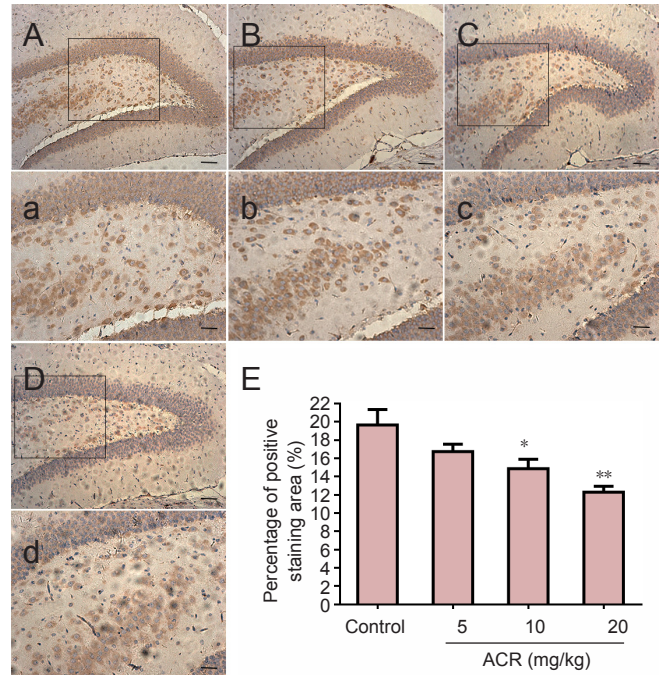 A
B
C
a
b
c
D
E
d
Percentage of positive
staining area (%)
22
20
18
16
14
12
10
8
6
4
2
0
*
**
Control
5
10
20
ACR (mg/kg)